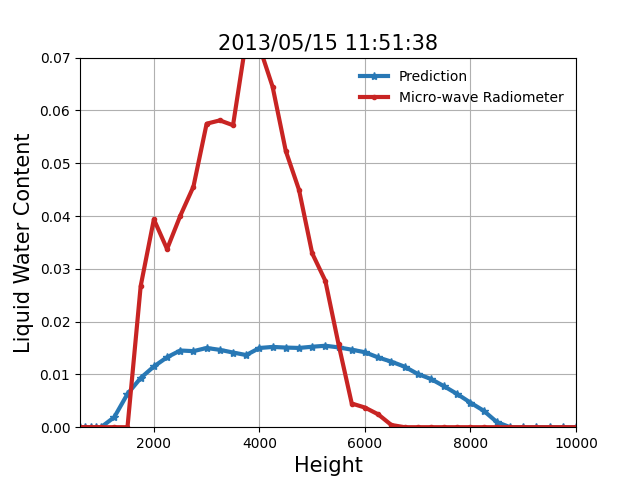 2013/05/15 11:51:38
Prediction
Micro-wave Radiometer
Liquid Water Content
0.07
0.06
0.05
0.04
0.03
0.02
0.01
0.00
2000 4000 6000 8000 10000
Height